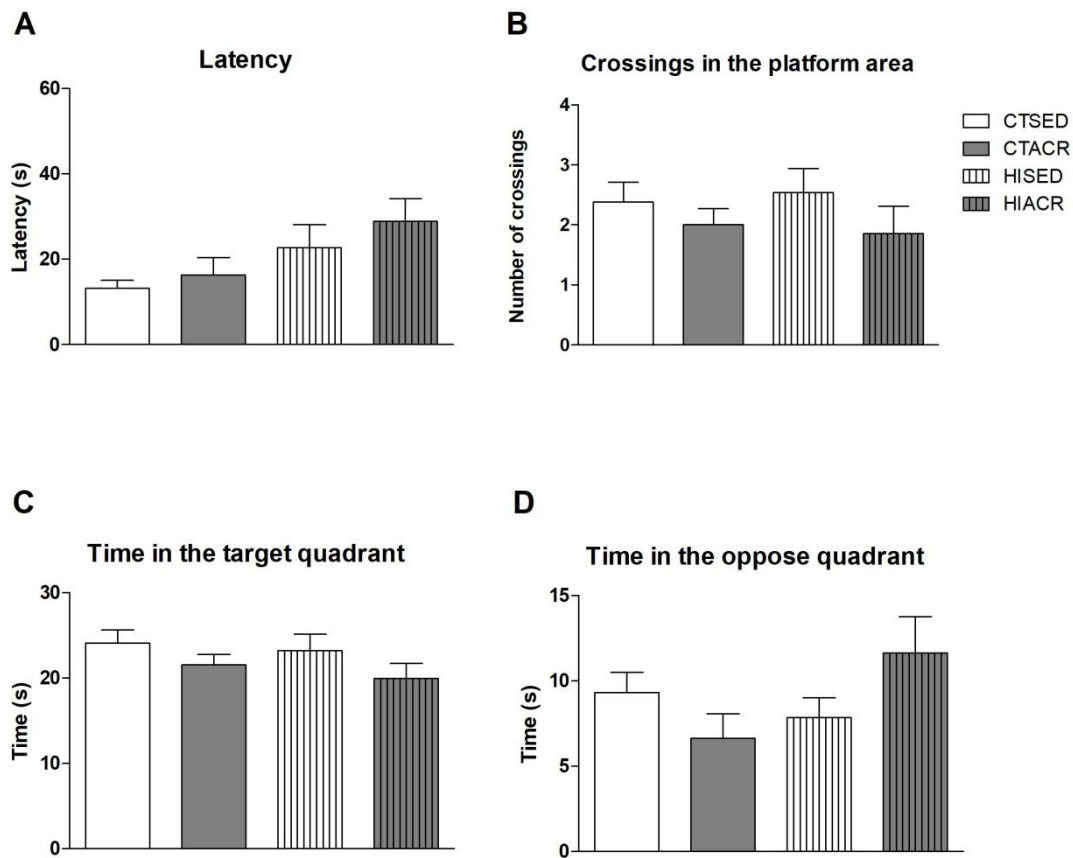 A
Latency
60
40
20
0
Latency (s)
B
Crossings in the platform area
4
3
2
1
0
Number of crossings
CTSED
CTACR
HISED
HIACR
C
Time in the target quadrant
30
20
10
0
Time (s)
D
Time in the oppose quadrant
15
10
5
0
Time (s)